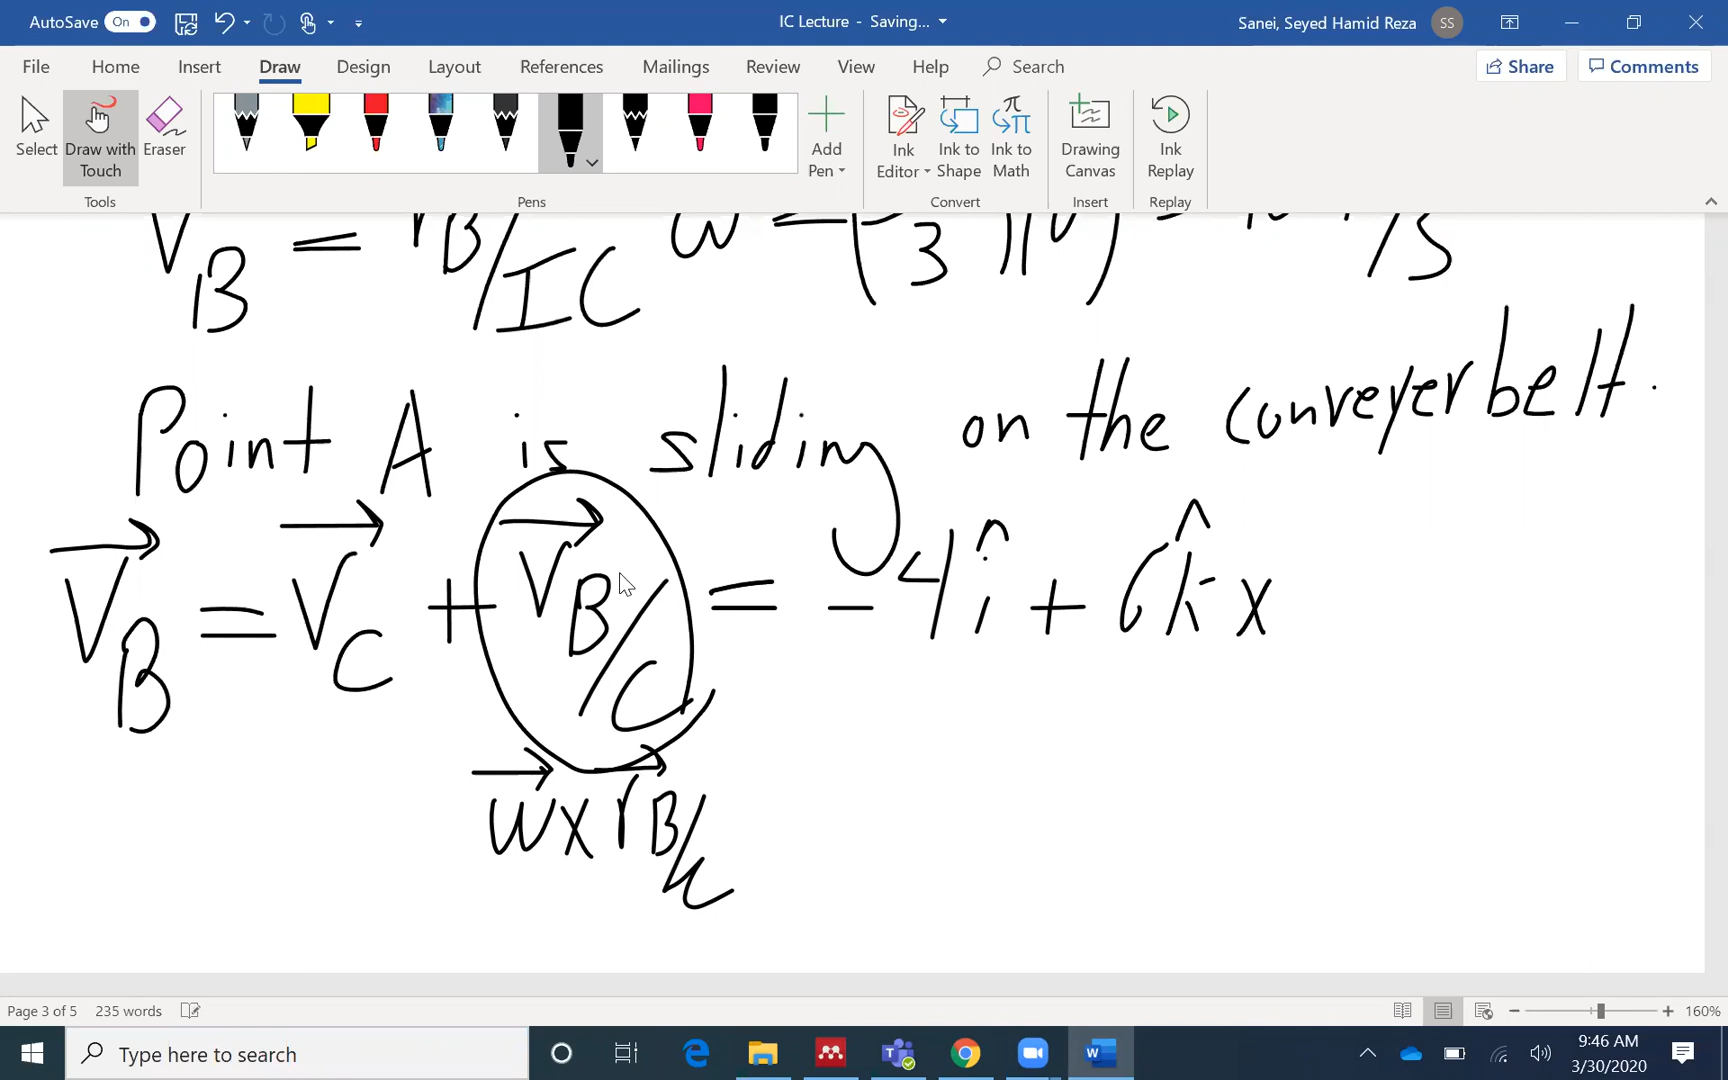 AutoSave On IC Lecture - Saving... Sanei, Seyed Hamid Reza SS
File Home Insert Draw Design Layout References Mailings Review View Help Search Share Comments
Select Draw with Touch Eraser Add Pen Ink Editor Ink to Shape Ink to Math Drawing Canvas Ink Replay
Tools Pens Convert Insert Replay
V_B = r_B/IC ω = ( /3)( ) = /s
Point A is sliding on the conveyer belt.
V_B = V_C + V_B/C = -4î + 6k̂ x
ω x r_B/C
Page 3 of 5 235 words 160%
Type here to search 9:46 AM
3/30/2020